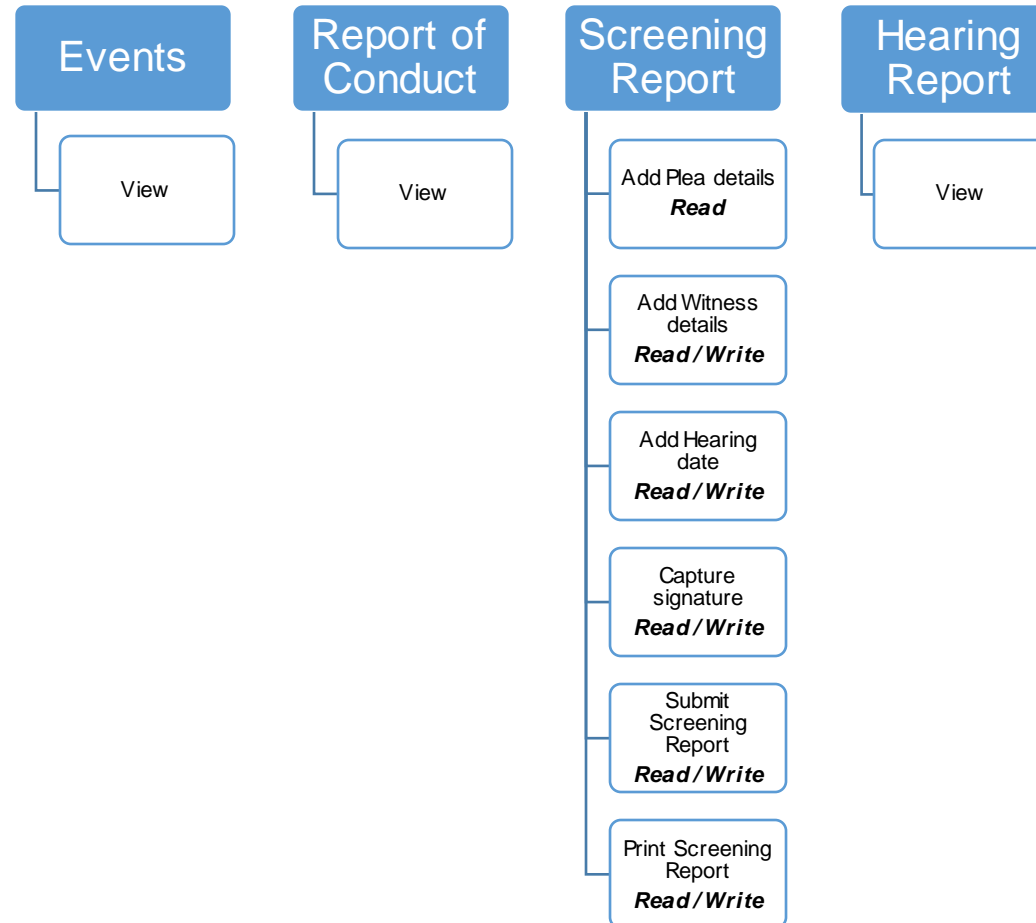 Events
View
Report of
Conduct
View
Screening
Report
Add Plea details
Read
Add Witness
details
Read/Write
Add Hearing
date
Read/Write
Capture
signature
Read/Write
Submit
Screening
Report
Read/Write
Print Screening
Report
Read/Write
Hearing
Report
View